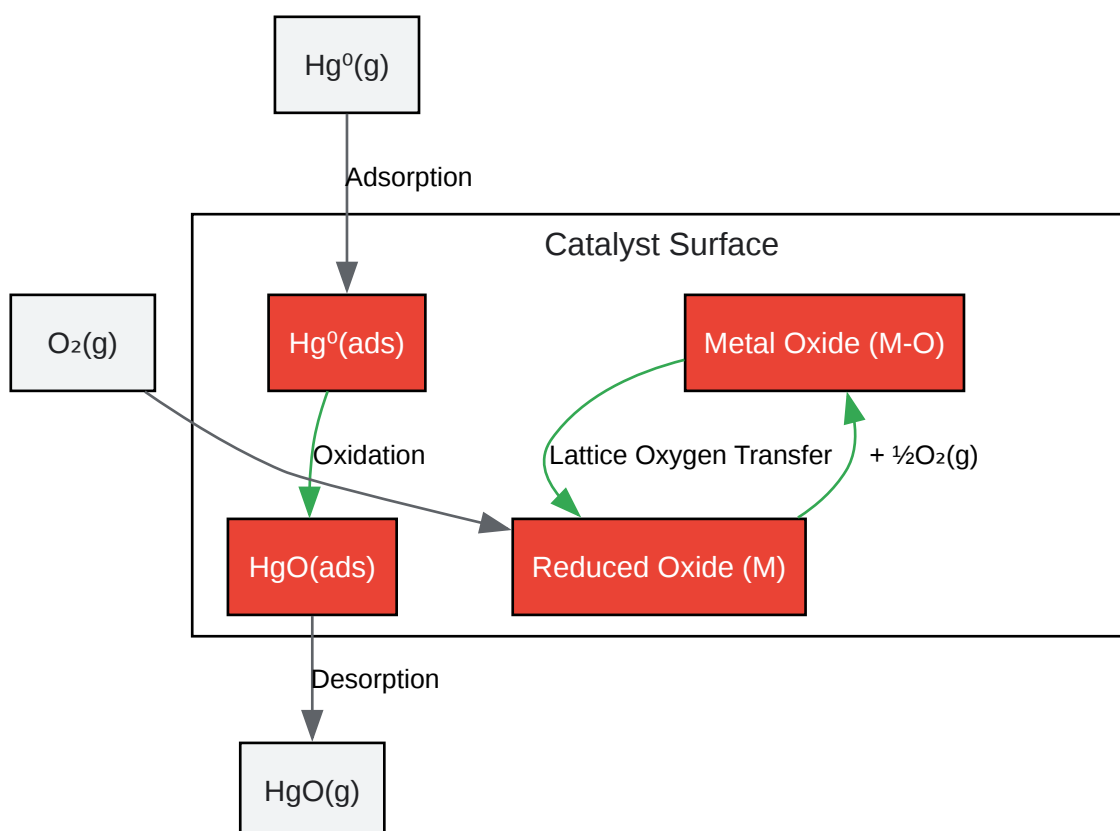 Hg⁰(g)
Adsorption
Catalyst Surface
O₂(g)
Hg⁰(ads)
Metal Oxide (M-O)
Oxidation
Lattice Oxygen Transfer
+ ½O₂(g)
HgO(ads)
Reduced Oxide (M)
Desorption
HgO(g)